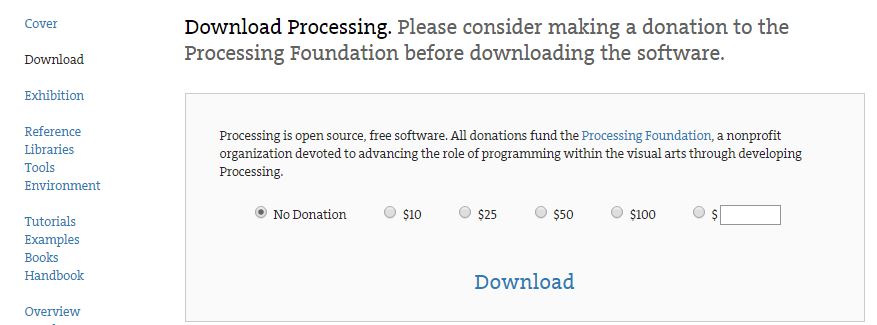 Cover
Download
Exhibition
Reference
Libraries
Tools
Environment
Tutorials
Examples
Books
Handbook
Overview
Download Processing. Please consider making a donation to the
Processing Foundation before downloading the software.
Processing is open source, free software. All donations fund the Processing Foundation, a nonprofit
organization devoted to advancing the role of programming within the visual arts through developing
Processing.
No Donation $10 $25 $50 $100 $
Download